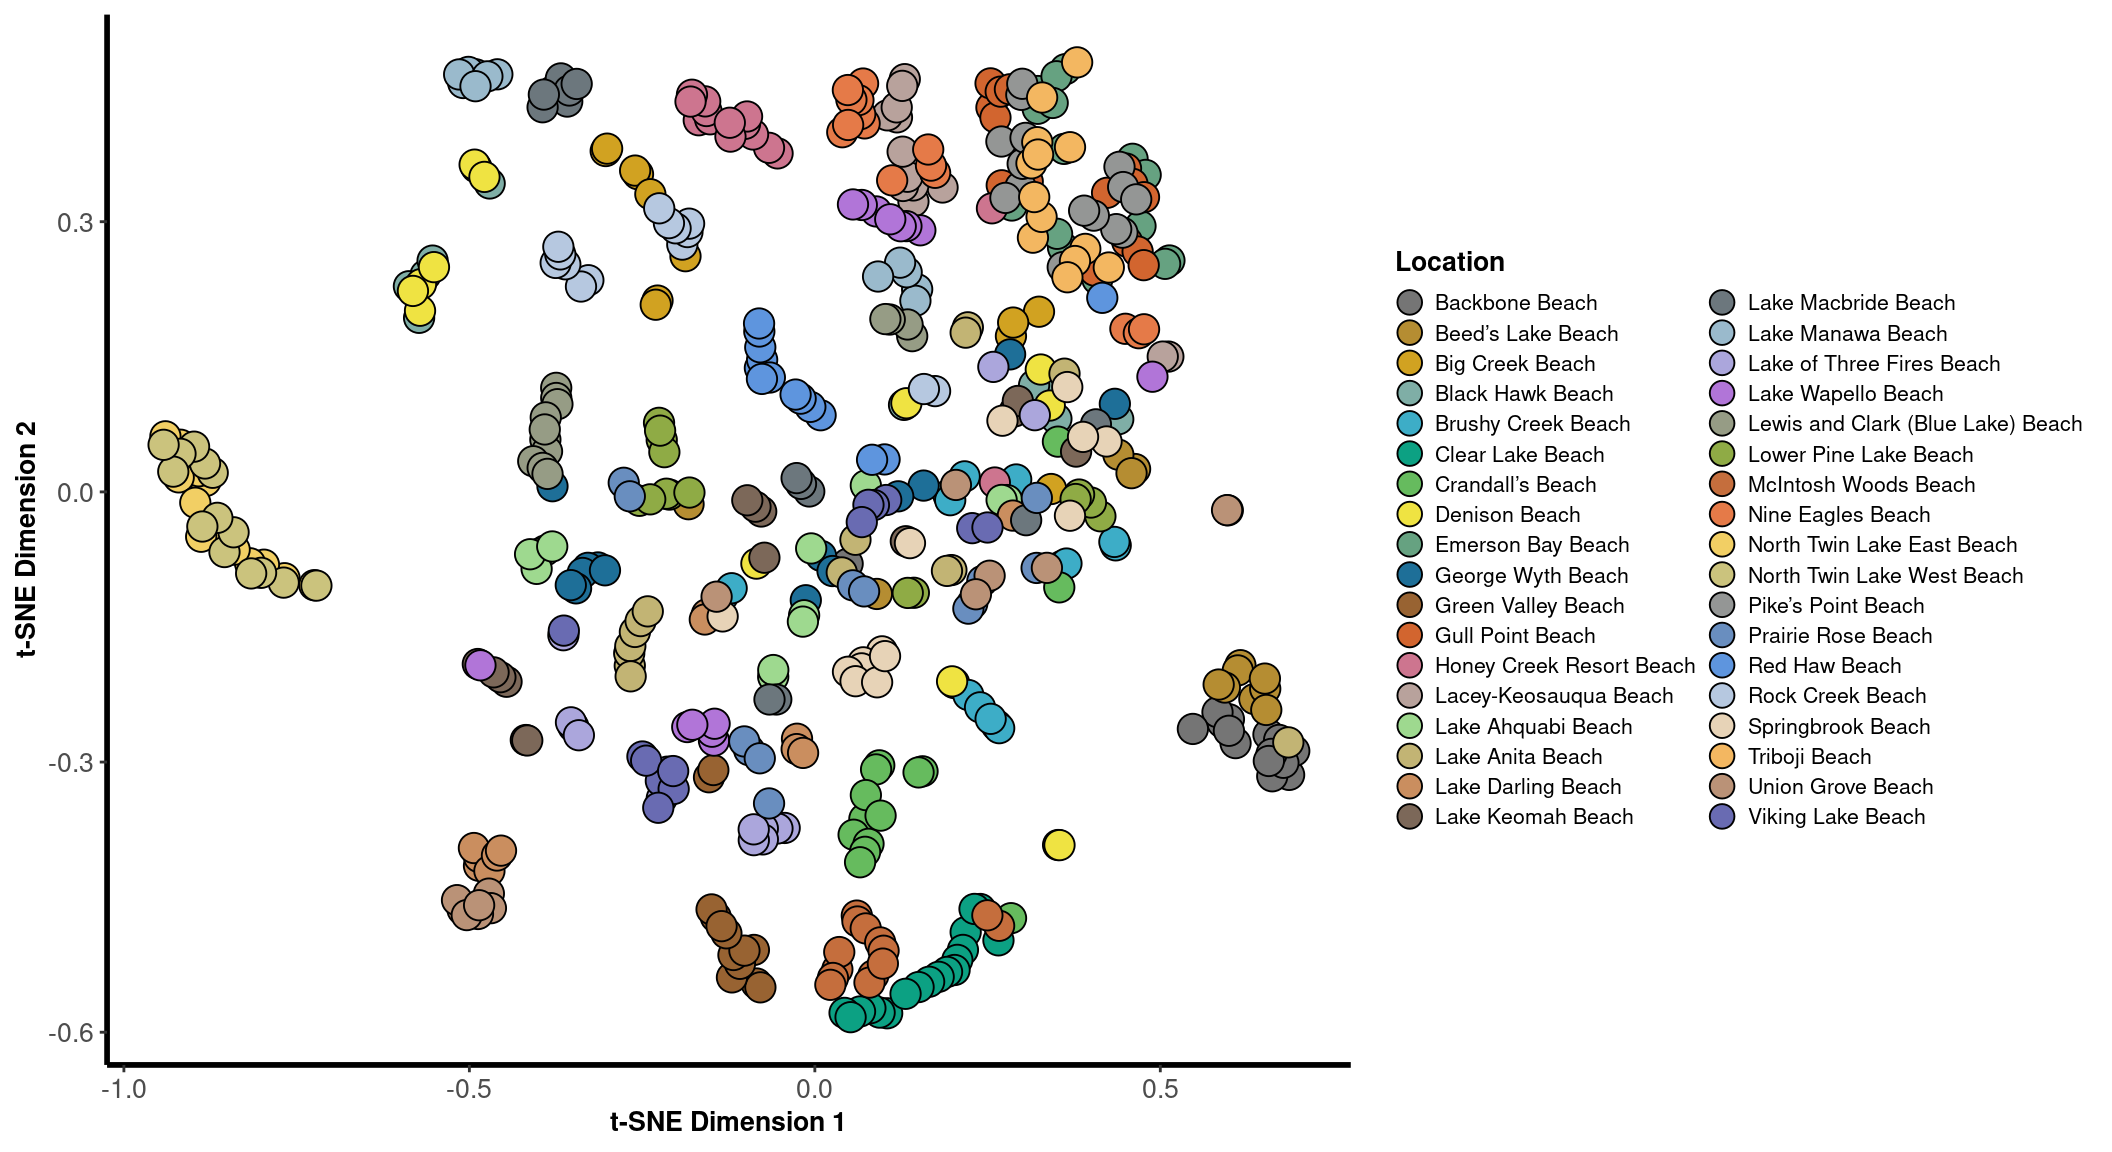 t-SNE Dimension 2
0.3
0.0
-0.3
-0.6
-1.0
-0.5
0.0
0.5
t-SNE Dimension 1
Location
Backbone Beach
Beed's Lake Beach
Big Creek Beach
Black Hawk Beach
Brushy Creek Beach
Clear Lake Beach
Crandall's Beach
Denison Beach
Emerson Bay Beach
George Wyth Beach
Green Valley Beach
Gull Point Beach
Honey Creek Resort Beach
Lacey-Keosauqua Beach
Lake Ahquabi Beach
Lake Anita Beach
Lake Darling Beach
Lake Keomah Beach
Lake Macbride Beach
Lake Manawa Beach
Lake of Three Fires Beach
Lake Wapello Beach
Lewis and Clark (Blue Lake) Beach
Lower Pine Lake Beach
McIntosh Woods Beach
Nine Eagles Beach
North Twin Lake East Beach
North Twin Lake West Beach
Pike's Point Beach
Prairie Rose Beach
Red Haw Beach
Rock Creek Beach
Springbrook Beach
Triboji Beach
Union Grove Beach
Viking Lake Beach